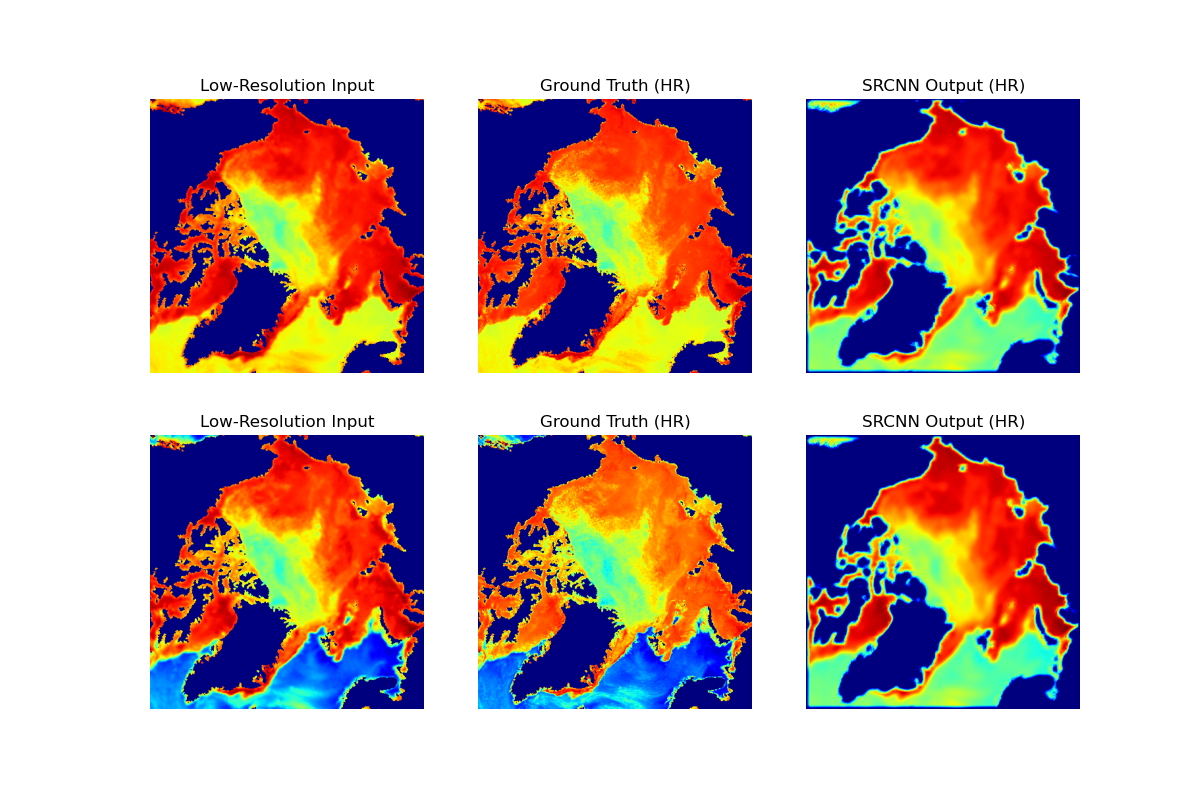 Low-Resolution Input
Ground Truth (HR)
SRCNN Output (HR)
Low-Resolution Input
Ground Truth (HR)
SRCNN Output (HR)